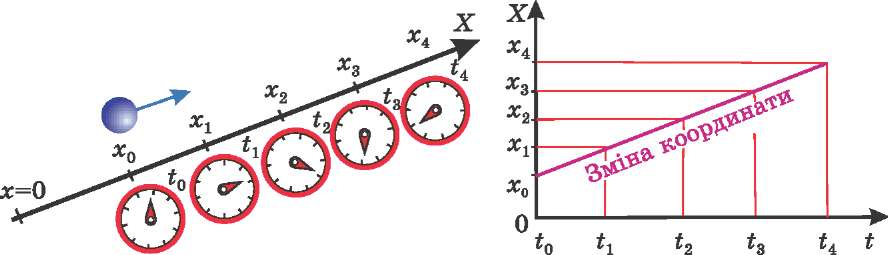 X
x₄
x₃
x₂
x₁
x₀
x=0
t₀
t₁
t₂
t₃
t₄
X
x₄
x₃
x₂
x₁
x₀
0
Зміна координати
t₀ t₁ t₂ t₃ t₄ t